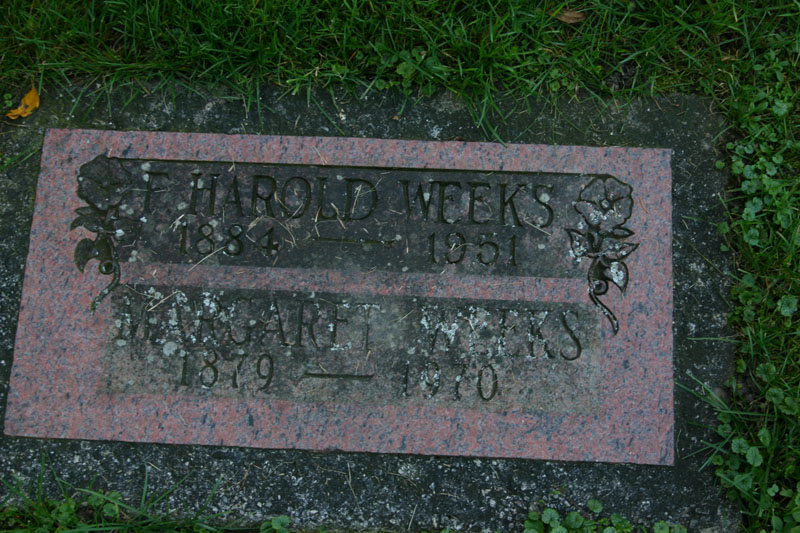 F. HAROLD WEEKS
1884 — 1951
MARGARET WEEKS
1879 — 1970